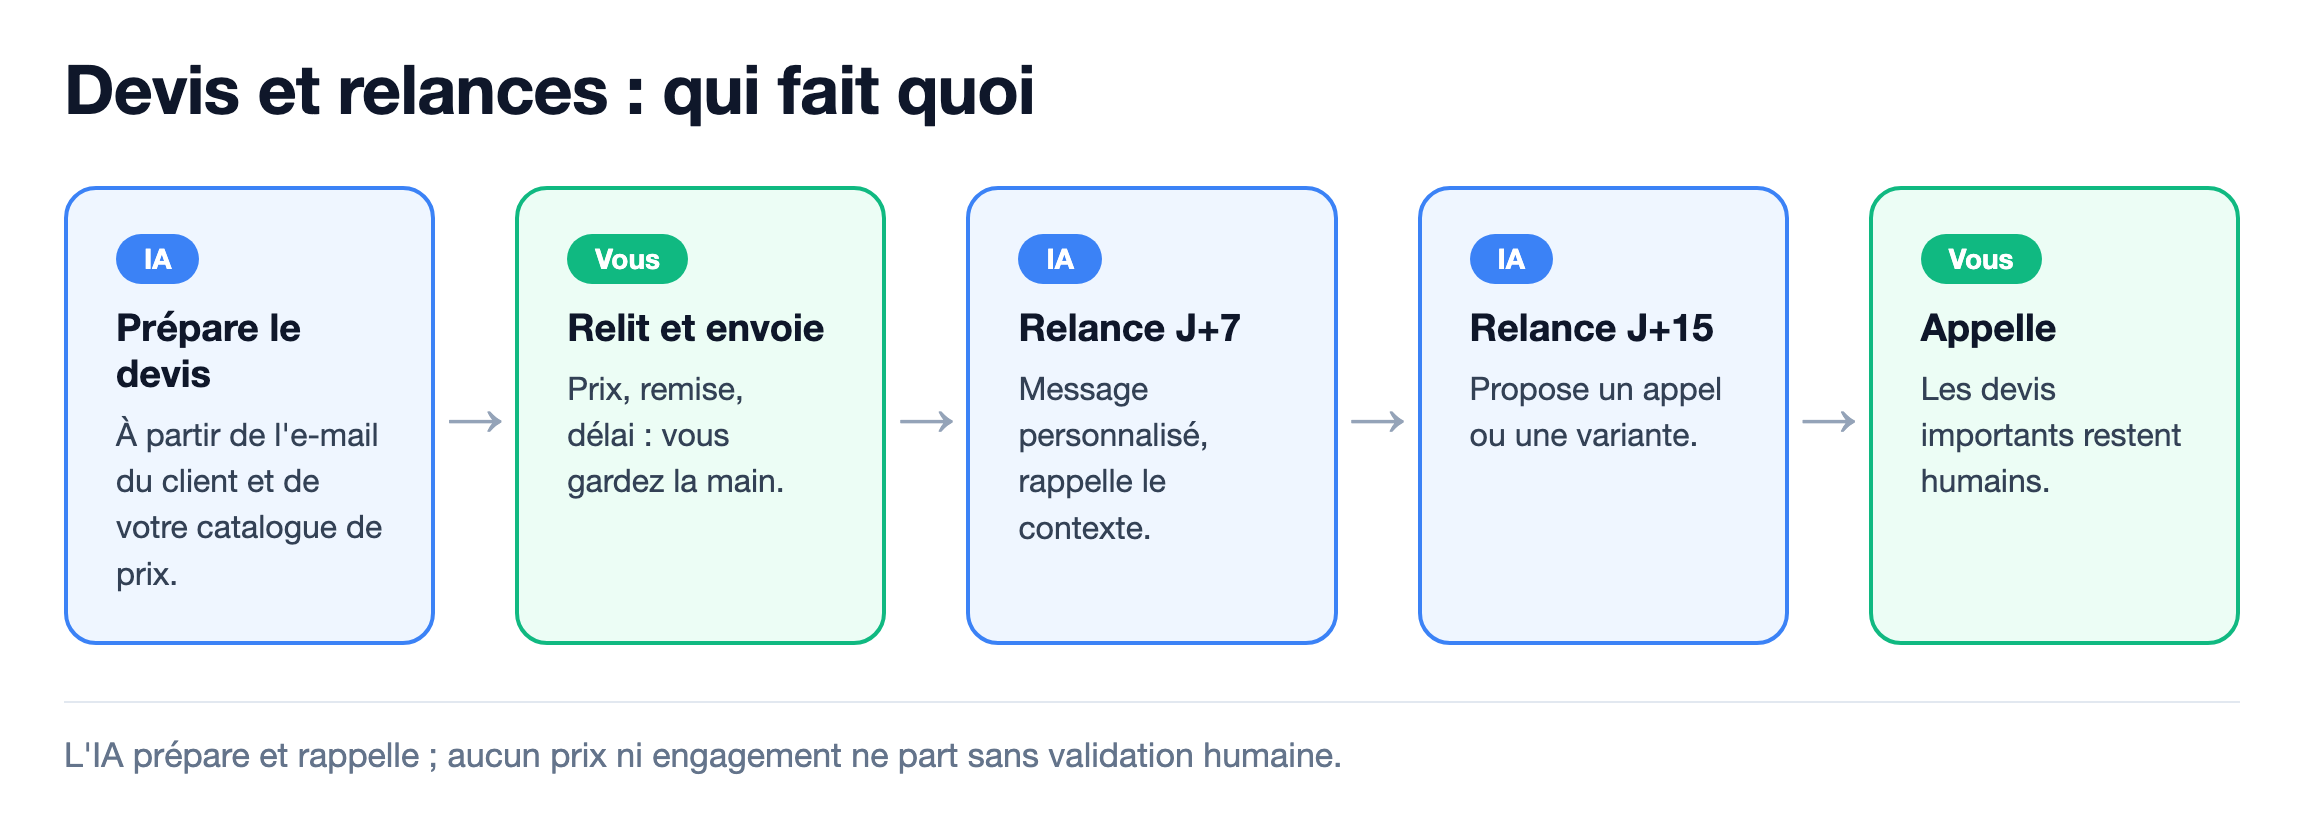 Devis et relances : qui fait quoi
IA
Prépare le
devis
À partir de l'e-mail
du client et de
votre catalogue de
prix.
Vous
Relit et envoie
Prix, remise,
délai : vous
gardez la main.
IA
Relance J+7
Message
personnalisé,
rappelle le
contexte.
IA
Relance J+15
Propose un appel
ou une variante.
Vous
Appelle
Les devis
importants restent
humains.
L'IA prépare et rappelle ; aucun prix ni engagement ne part sans validation humaine.